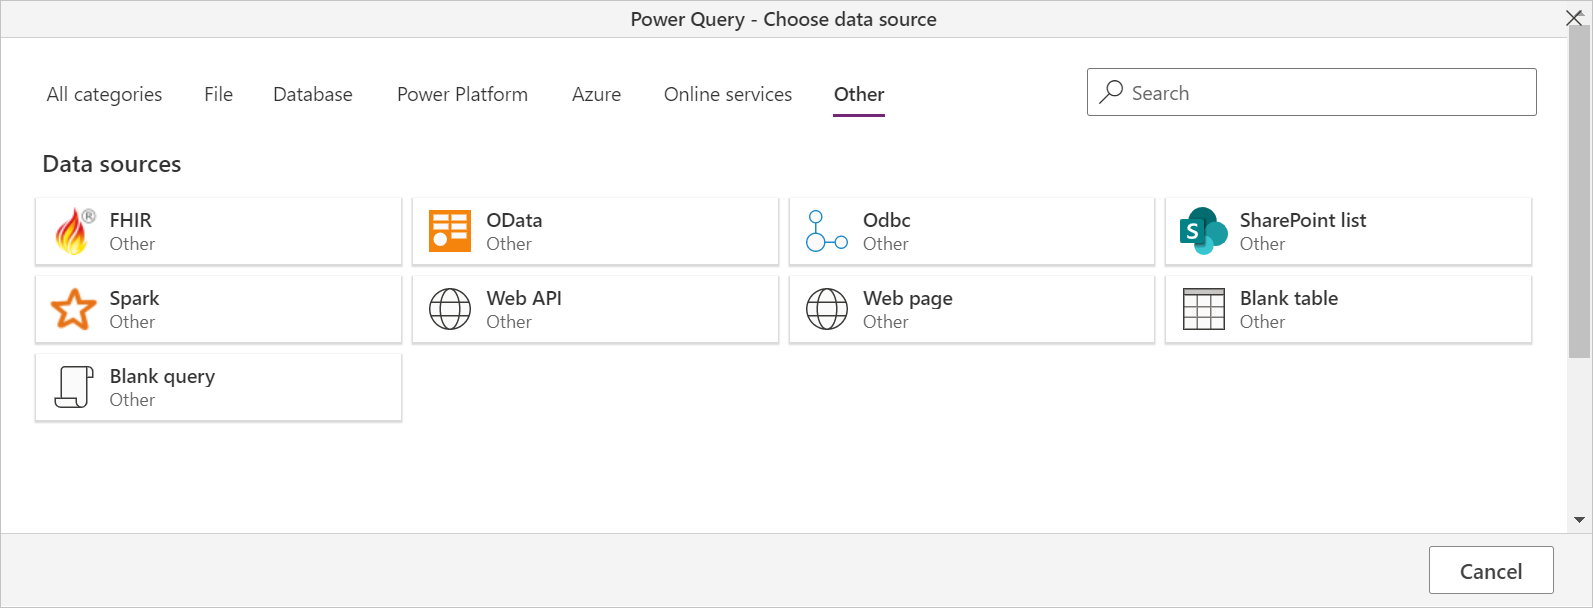 Power Query - Choose data source
All categories File Database Power Platform Azure Online services Other
Search
Data sources
FHIR
Other
OData
Other
Odbc
Other
SharePoint list
Other
Spark
Other
Web API
Other
Web page
Other
Blank table
Other
Blank query
Other
Cancel